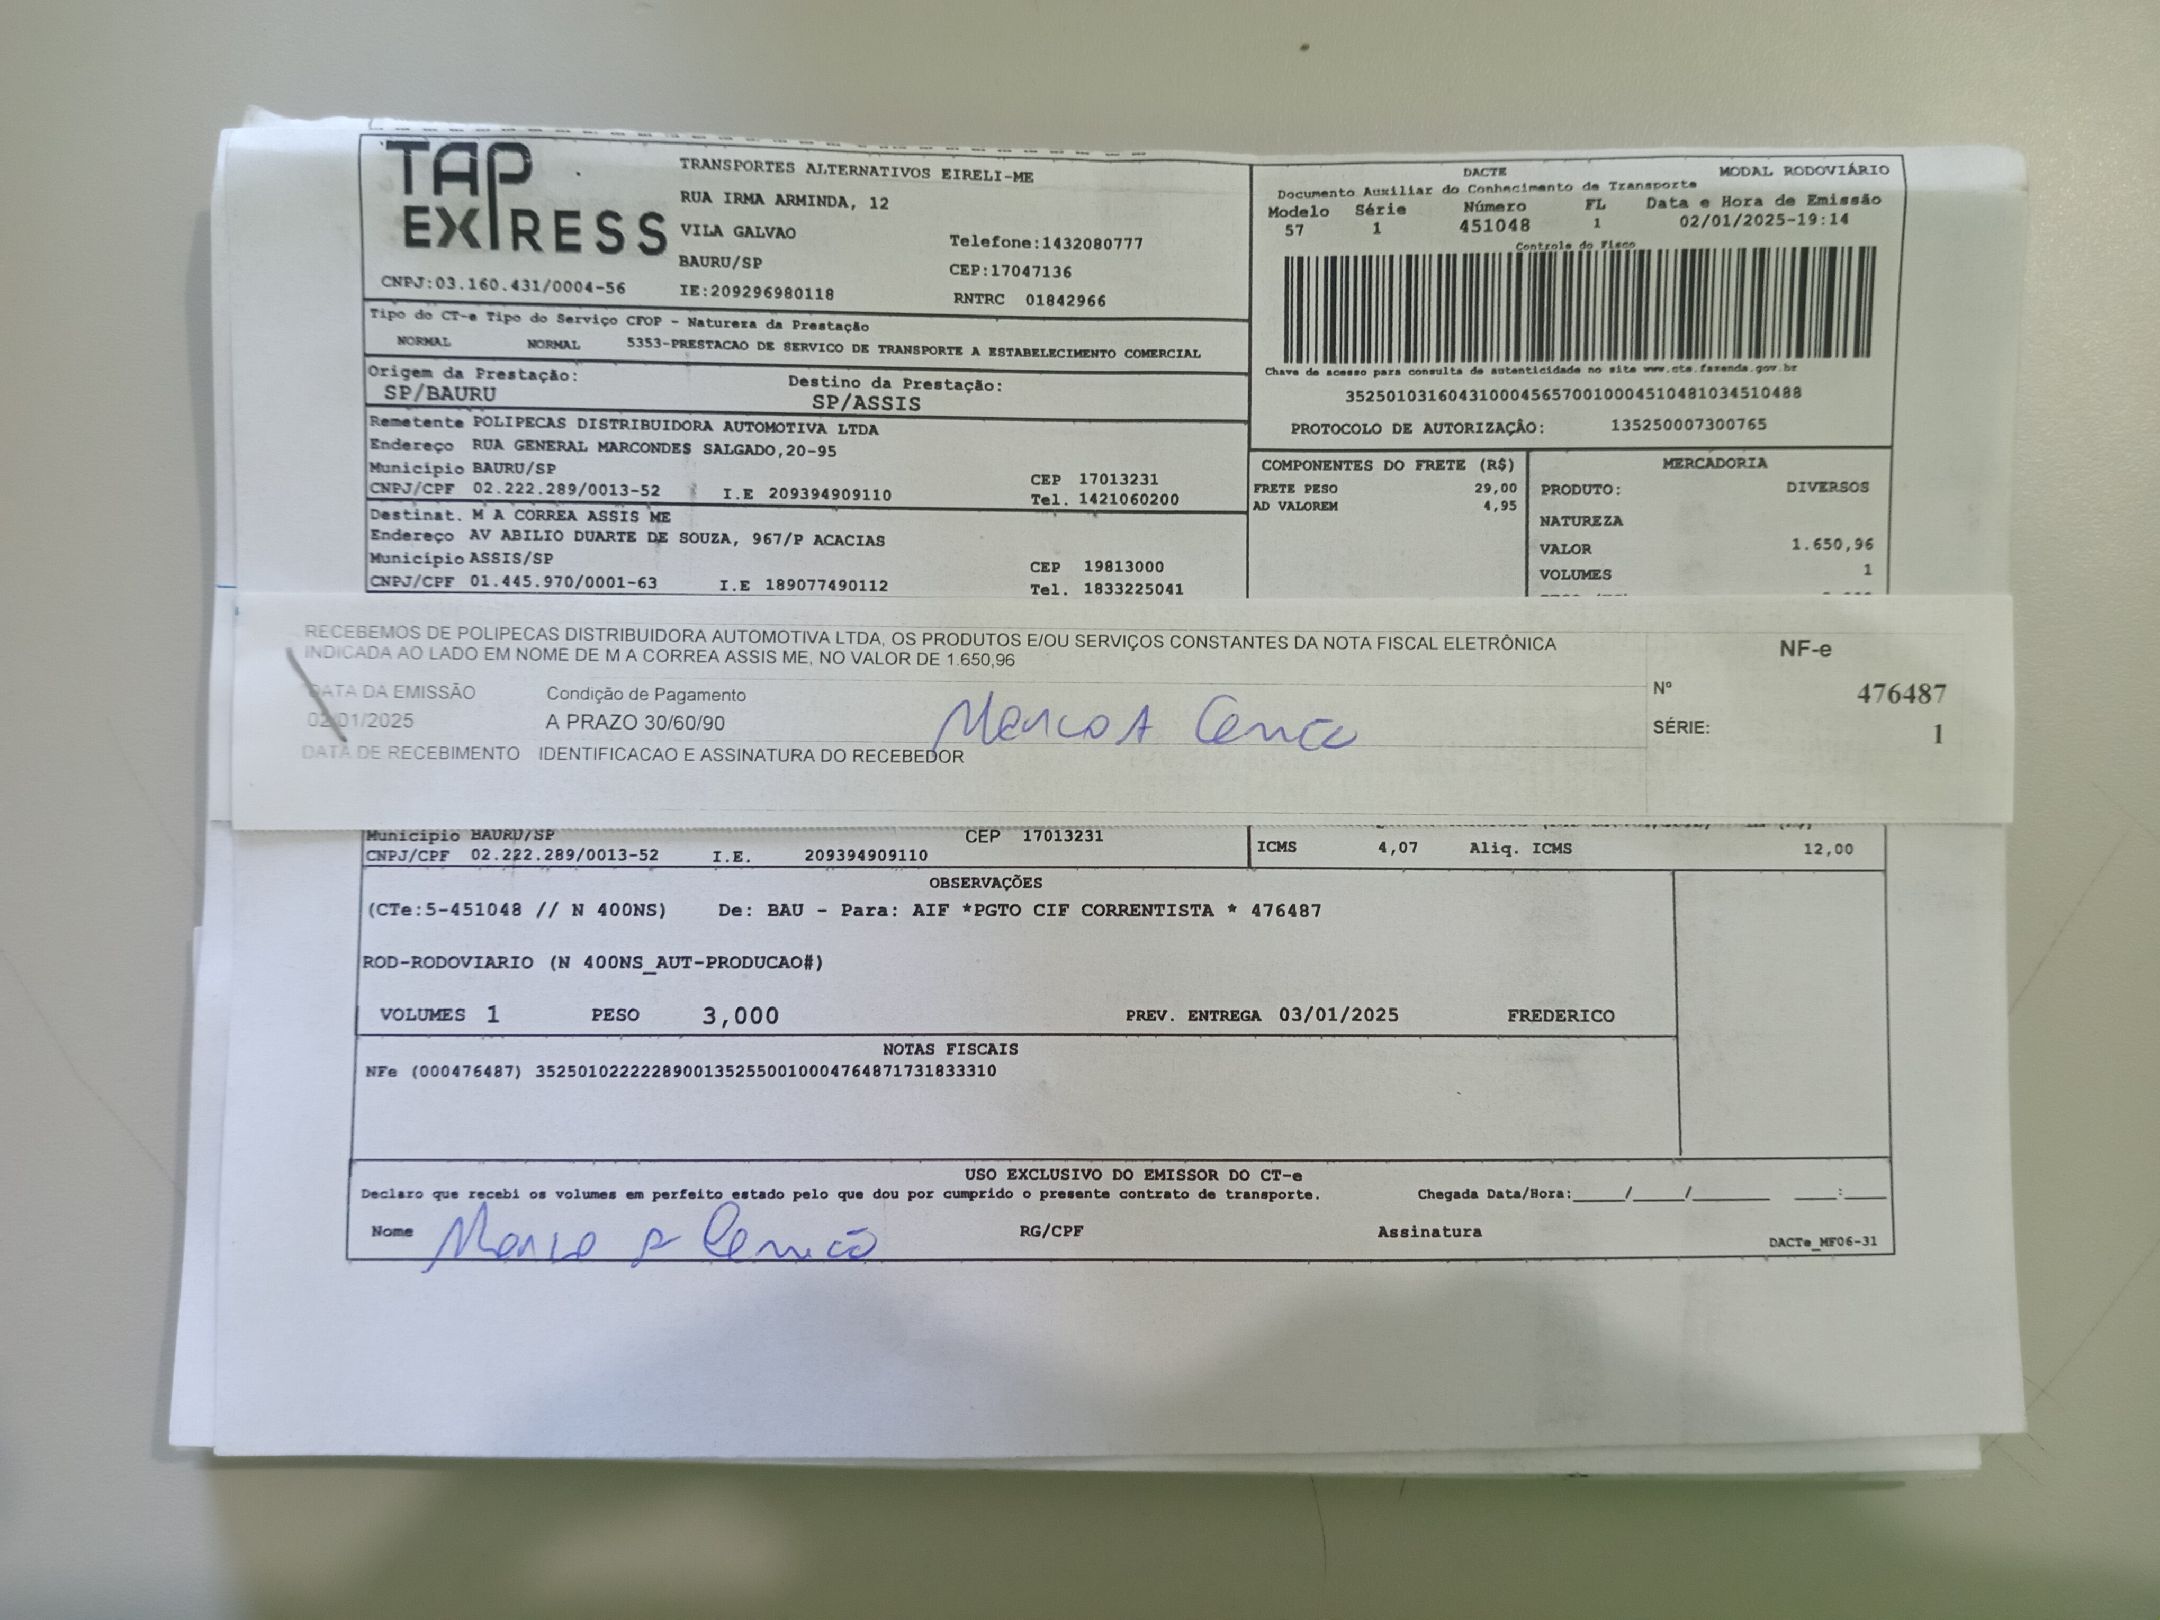 TAP
EXPRESS
CNPJ:03.160.431/0004-56
TRANSPORTES ALTERNATIVOS EIRELI-ME
RUA IRMA ARMINDA, 12
VILA GALVAO
Telefone:1432080777
BAURU/SP
CEP:17047136
IE:209296980118
RNTRC 01842966
DACTE
MODAL RODOVIÁRIO
Documento Auxiliar do Conhecimento de Transporte
Modelo Série Número FL Data e Hora de Emissão
57 1 451048 1 02/01/2025-19:14
Controle do Fisco
Chave de acesso para consulta de autenticidade no site www.cte.fazenda.gov.br
35250103160431000456570010004510481034510488
PROTOCOLO DE AUTORIZAÇÃO: 135250007300765
Tipo do CT-e Tipo do Serviço CFOP - Natureza da Prestação
NORMAL NORMAL 5353-PRESTACAO DE SERVICO DE TRANSPORTE A ESTABELECIMENTO COMERCIAL
Origem da Prestação: Destino da Prestação:
SP/BAURU SP/ASSIS
Remetente POLIPECAS DISTRIBUIDORA AUTOMOTIVA LTDA
Endereço RUA GENERAL MARCONDES SALGADO,20-95
Município BAURU/SP CEP 17013231
CNPJ/CPF 02.222.289/0013-52 I.E 209394909110 Tel. 1421060200
Destinat. M A CORREA ASSIS ME
Endereço AV ABILIO DUARTE DE SOUZA, 967/P ACACIAS
Município ASSIS/SP CEP 19813000
CNPJ/CPF 01.445.970/0001-63 I.E 189077490112 Tel. 1833225041
COMPONENTES DO FRETE (R$)
FRETE PESO 29,00
AD VALOREM 4,95
MERCADORIA
PRODUTO: DIVERSOS
NATUREZA
VALOR 1.650,96
VOLUMES 1
RECEBEMOS DE POLIPECAS DISTRIBUIDORA AUTOMOTIVA LTDA, OS PRODUTOS E/OU SERVIÇOS CONSTANTES DA NOTA FISCAL ELETRÔNICA
INDICADA AO LADO EM NOME DE M A CORREA ASSIS ME, NO VALOR DE 1.650,96
DATA DA EMISSÃO Condição de Pagamento
02/01/2025 A PRAZO 30/60/90
DATA DE RECEBIMENTO IDENTIFICACAO E ASSINATURA DO RECEBEDOR
NF-e
Nº 476487
SÉRIE: 1
Município BAURU/SP CEP 17013231
CNPJ/CPF 02.222.289/0013-52 I.E. 209394909110
ICMS 4,07 Aliq. ICMS 12,00
OBSERVAÇÕES
(CTe:5-451048 // N 400NS) De: BAU - Para: AIF *PGTO CIF CORRENTISTA * 476487
ROD-RODOVIARIO (N 400NS_AUT-PRODUCAO#)
VOLUMES 1 PESO 3,000 PREV. ENTREGA 03/01/2025 FREDERICO
NOTAS FISCAIS
NFe (000476487) 35250102222289001352550010004764871731833310
USO EXCLUSIVO DO EMISSOR DO CT-e
Declaro que recebi os volumes em perfeito estado pelo que dou por cumprido o presente contrato de transporte. Chegada Data/Hora:____/____/______ ___:___
Nome RG/CPF Assinatura
DACTe_MF06-31